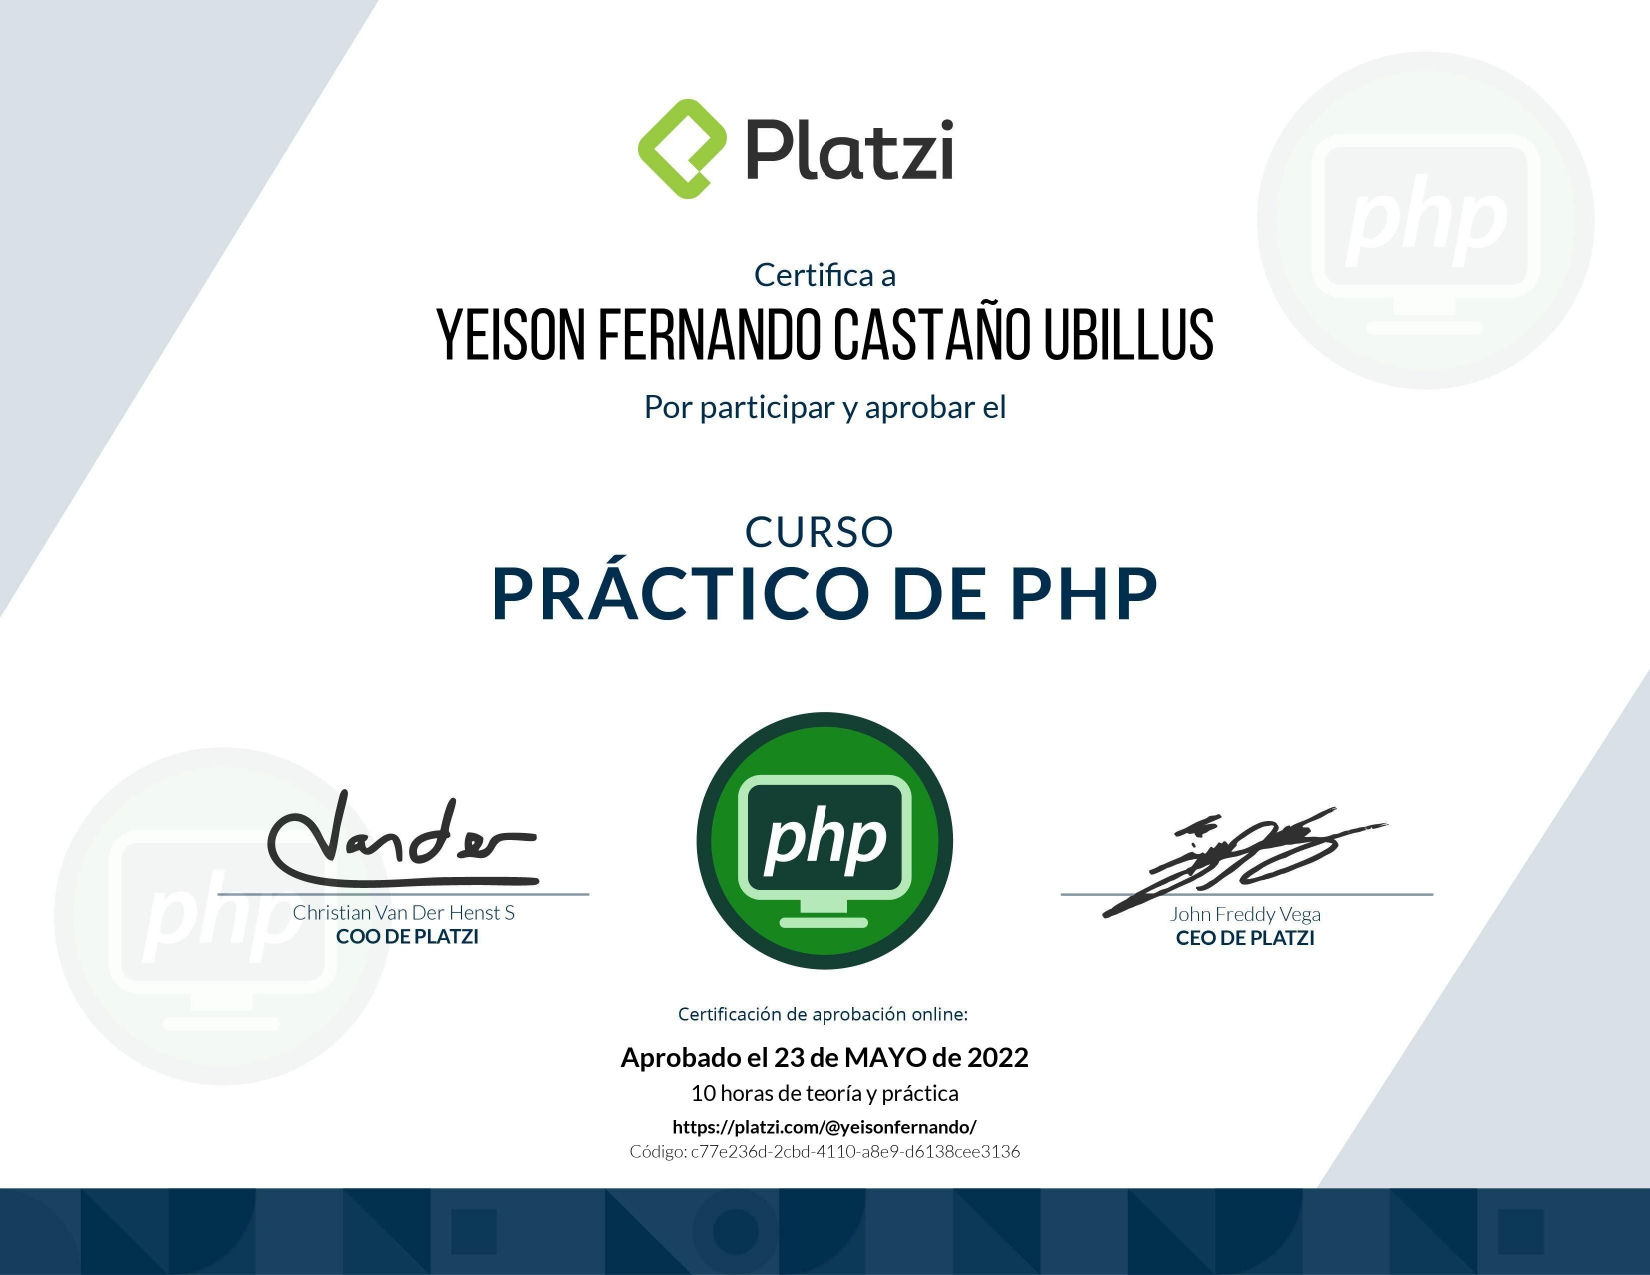 Platzi
php
Certifica a
YEISON FERNANDO CASTAÑO UBILLUS
Por participar y aprobar el
CURSO
PRÁCTICO DE PHP
php
php
Vander
Christian Van Der Henst S
COO DE PLATZI
John Freddy Vega
CEO DE PLATZI
Certificación de aprobación online:
Aprobado el 23 de MAYO de 2022
10 horas de teoría y práctica
https://platzi.com/@yeisonfernando/
Código: c77e236d-2cbd-4110-a8e9-d6138cee3136